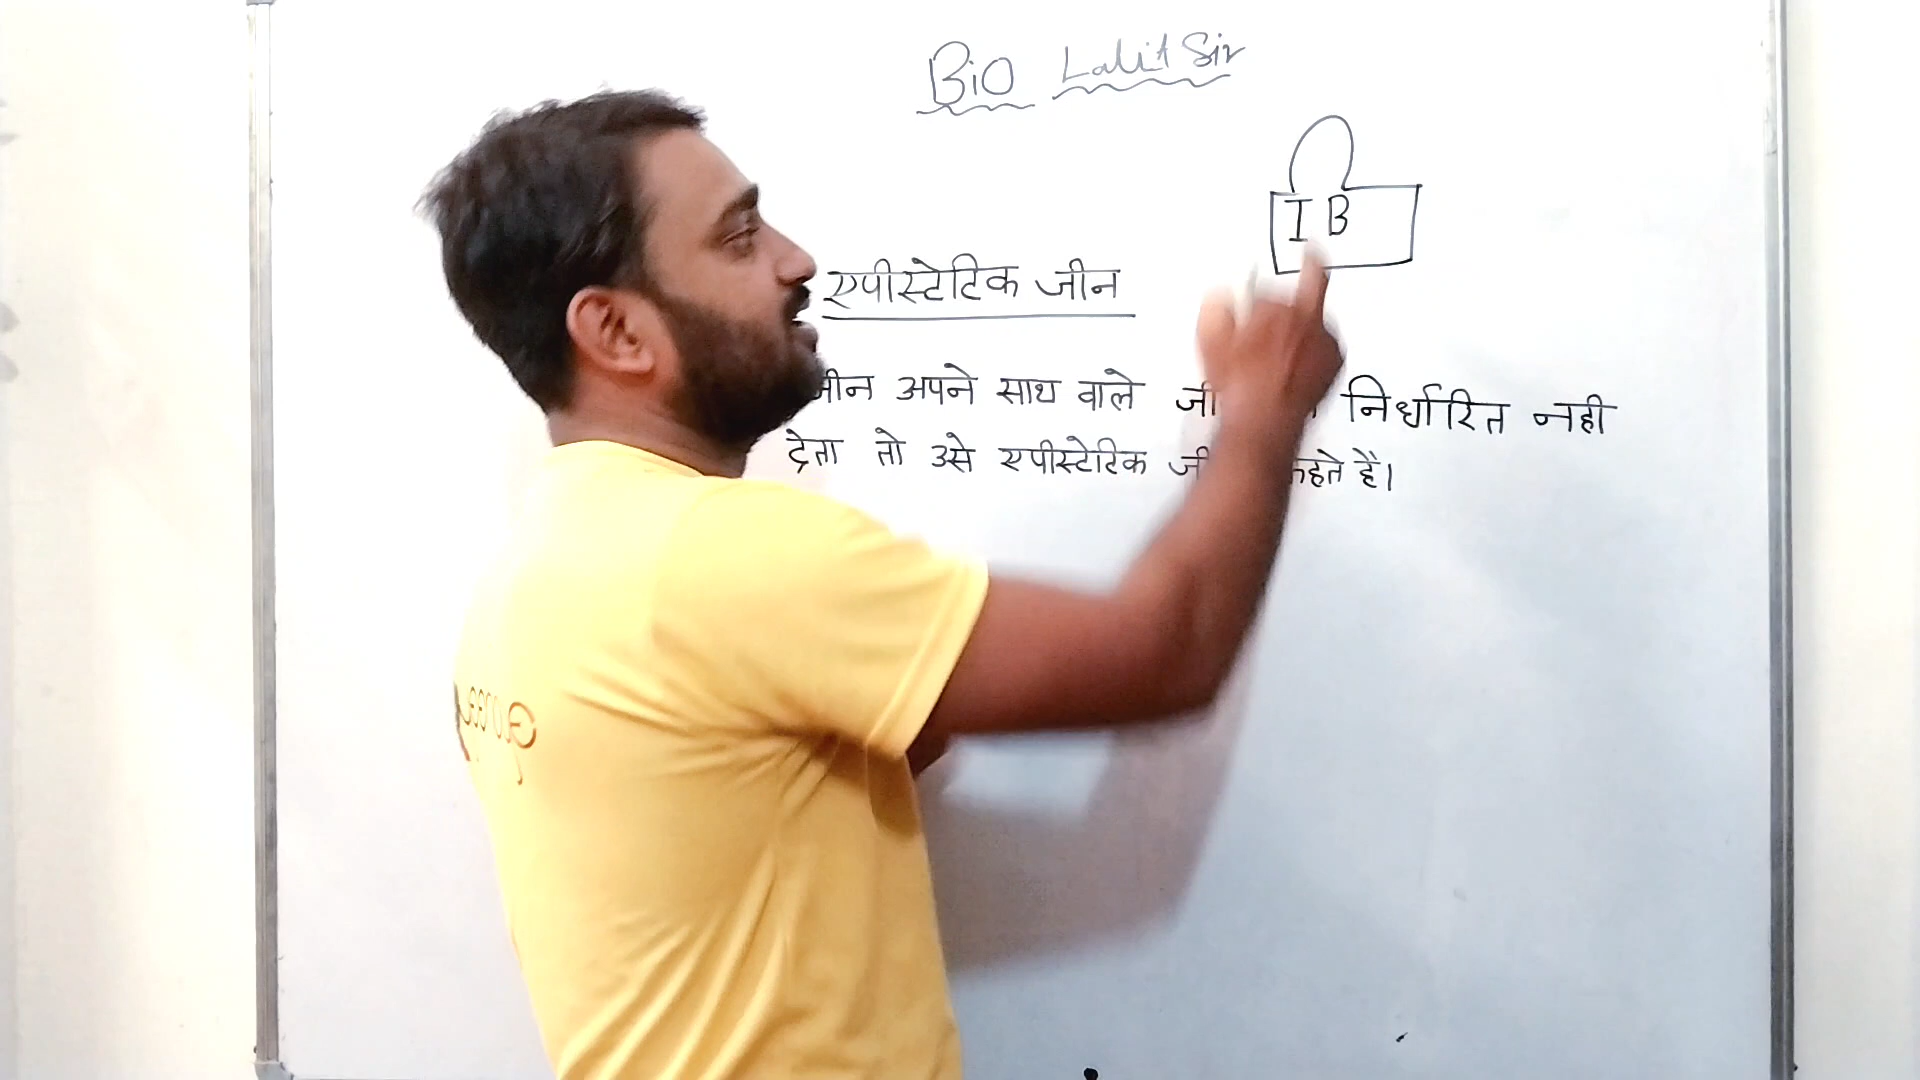 Bio Lalit Sir
I B
एपीस्टेटिक जीन
जीन अपने साथ वाले निर्धारित नही
देता तो उसे एपीस्टेटिक कहते है।